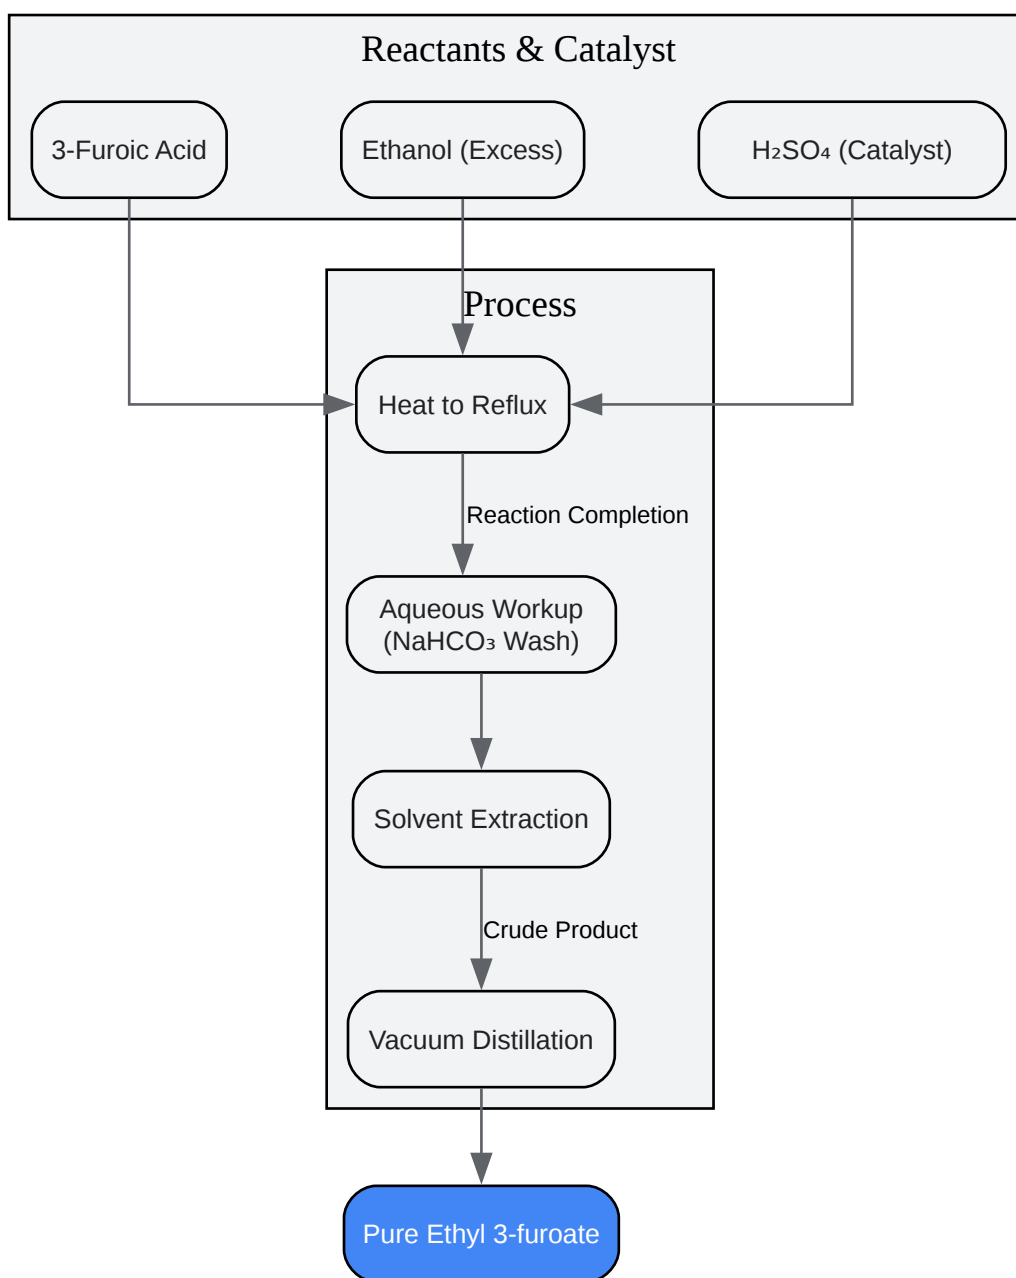 Reactants & Catalyst
3-Furoic Acid
Ethanol (Excess)
H₂SO₄ (Catalyst)
Process
Heat to Reflux
Reaction Completion
Aqueous Workup
(NaHCO₃ Wash)
Solvent Extraction
Crude Product
Vacuum Distillation
Pure Ethyl 3-furoate